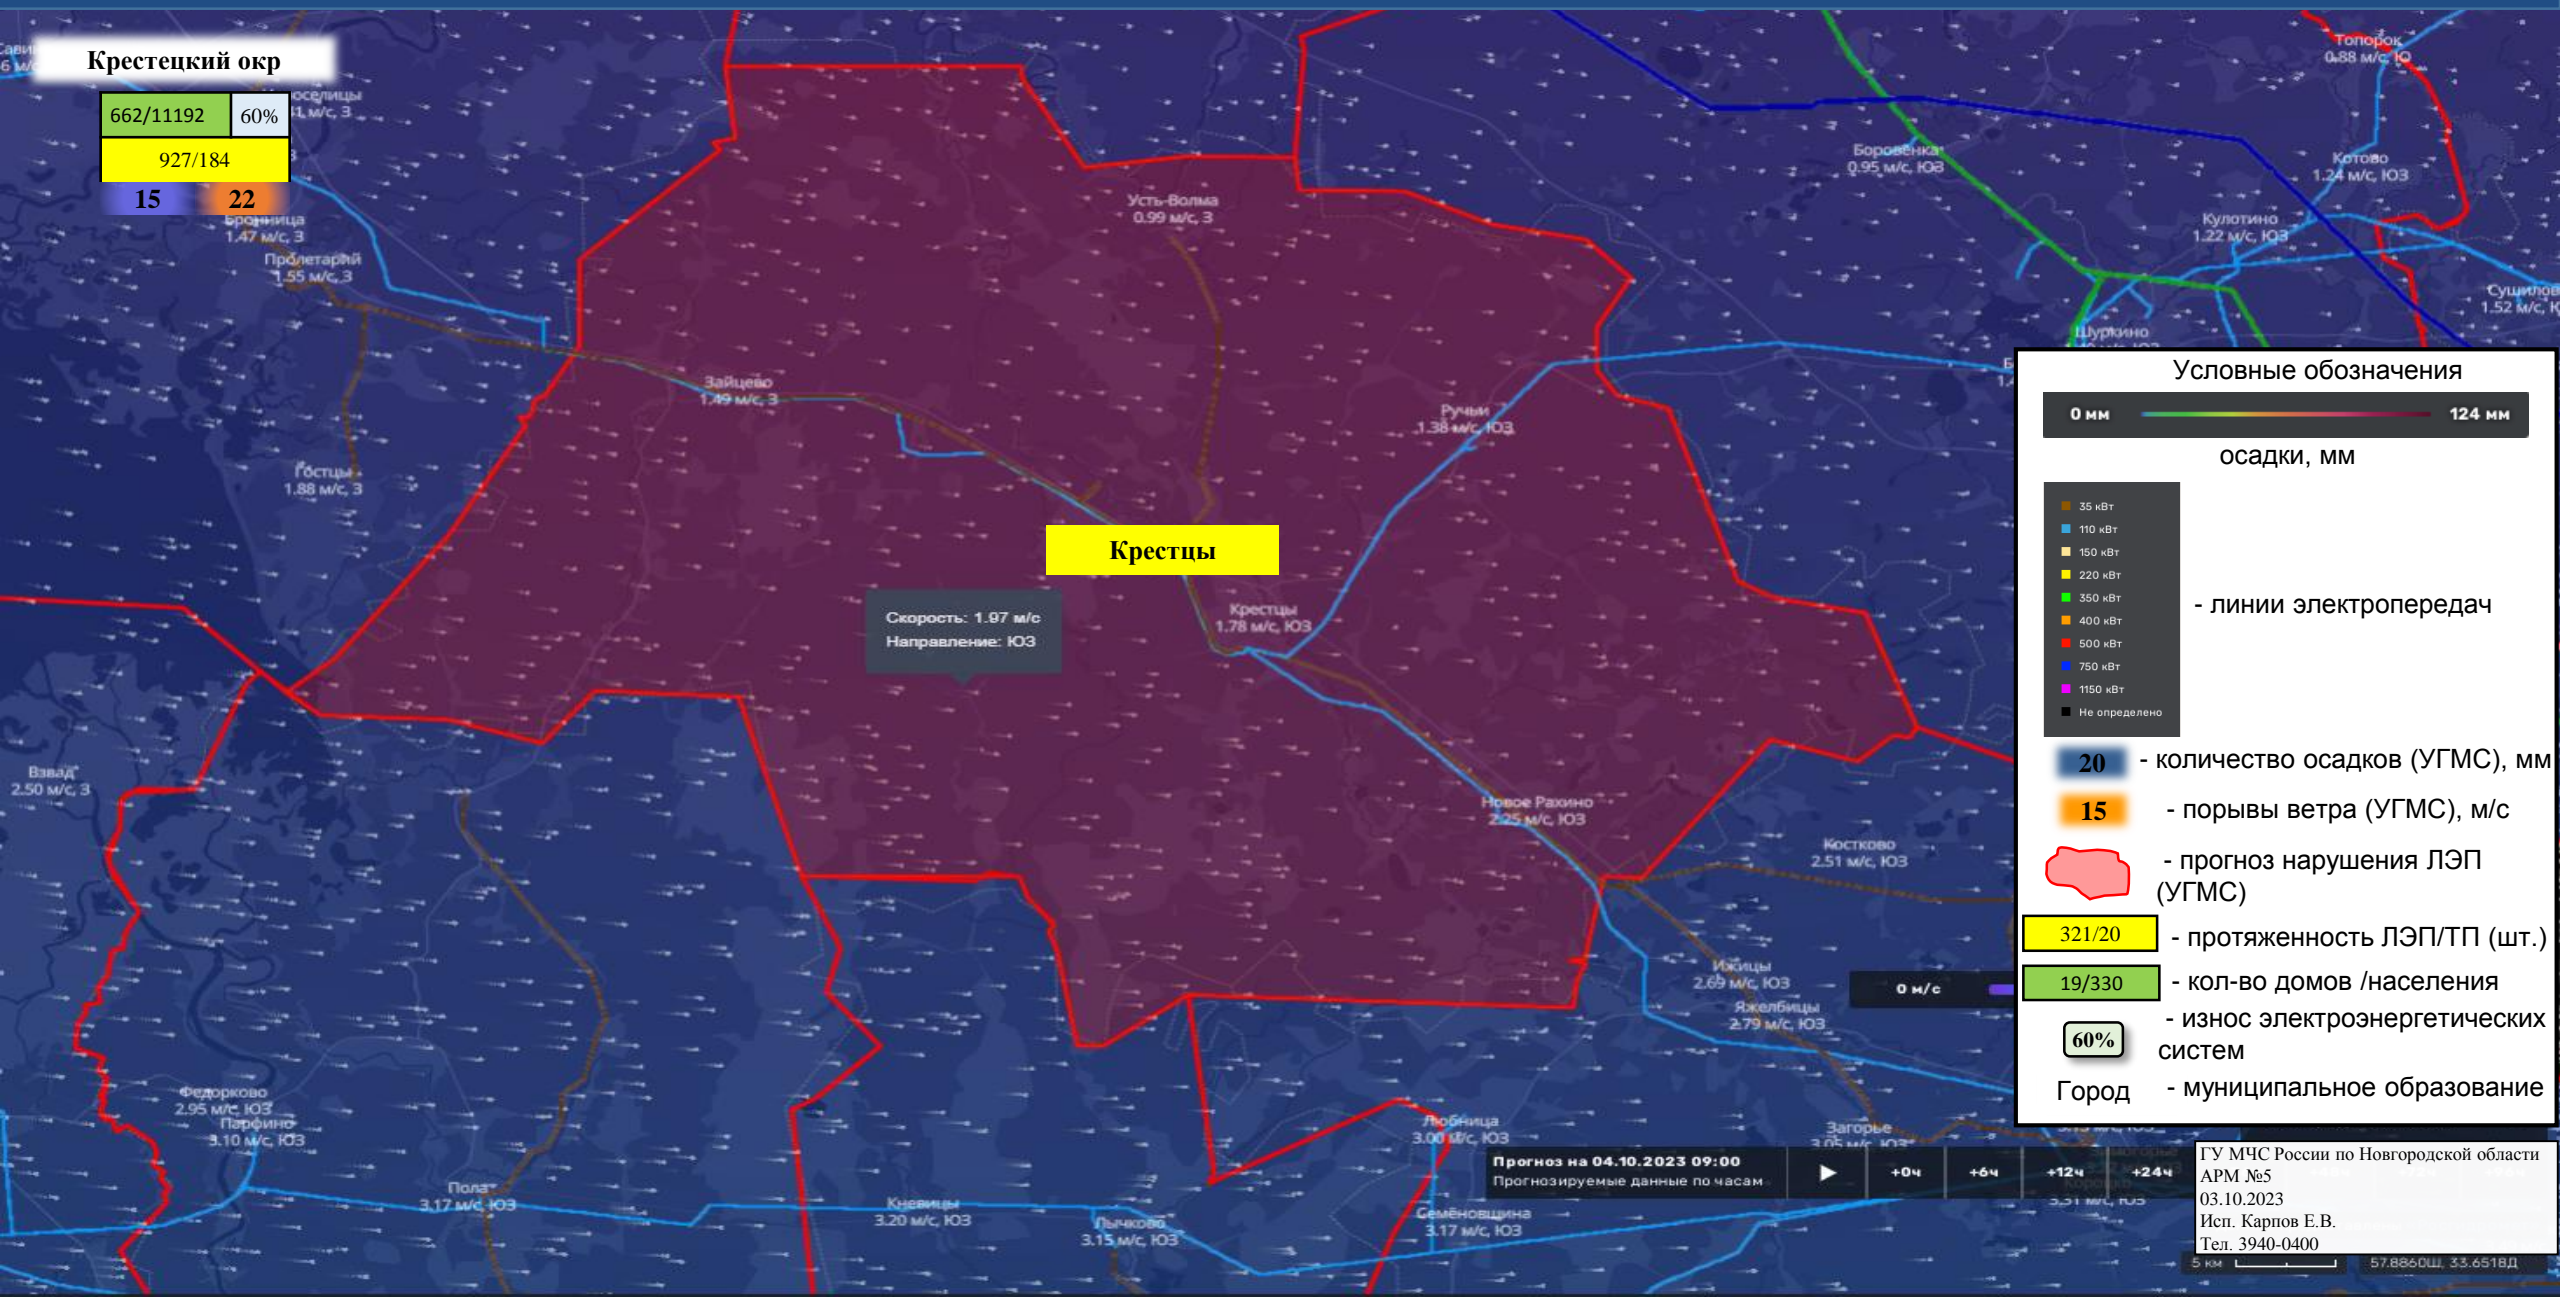 Крестецкий окр
662/11192 60%
927/184
15 22
Бронница
1.47 м/с, З
Пролетарий
1.55 м/с, З
Гостцы
1.88 м/с, З
Зайцево
1.49 м/с, З
Усть-Волма
0.99 м/с, З
Ручьи
1.38 м/с, ЮЗ
Боровёнка
0.95 м/с, ЮЗ
Топорок
0.88 м/с, Ю
Котово
1.24 м/с, ЮЗ
Кулотино
1.22 м/с, ЮЗ
1.52 м/с,
Шуркино
Крестцы
Скорость: 1.97 м/с
Направление: ЮЗ
Крестцы
1.78 м/с, ЮЗ
Новое Рахино
2.25 м/с, ЮЗ
Костково
2.51 м/с, ЮЗ
Взвад
2.50 м/с, З
Ижицы
2.69 м/с, ЮЗ
Яжелбицы
2.79 м/с, ЮЗ
Федорково
2.95 м/с, ЮЗ
Парфино
3.10 м/с, ЮЗ
Полат
3.17 м/с, ЮЗ
Кневицы
3.20 м/с, ЮЗ
Лычково
3.15 м/с, ЮЗ
Любница
3.00 м/с, ЮЗ
Семёновщина
3.17 м/с, ЮЗ
Загорье
3.05 м/с, ЮЗ
3.31 м/с, ЮЗ
0 м/с
Прогноз на 04.10.2023 09:00
Прогнозируемые данные по часам
+0ч +6ч +12ч +24ч
Условные обозначения
0 мм 124 мм
осадки, мм
35 кВт
110 кВт
150 кВт
220 кВт
350 кВт
400 кВт
500 кВт
750 кВт
1150 кВт
Не определено
- линии электропередач
20 - количество осадков (УГМС), мм
15 - порывы ветра (УГМС), м/с
- прогноз нарушения ЛЭП
(УГМС)
321/20 - протяженность ЛЭП/ТП (шт.)
19/330 - кол-во домов /населения
60% - износ электроэнергетических
систем
Город - муниципальное образование
ГУ МЧС России по Новгородской области
АРМ №5
03.10.2023
Исп. Карпов Е.В.
Тел. 3940-0400
5 км 57.8860Ш, 33.6518Д